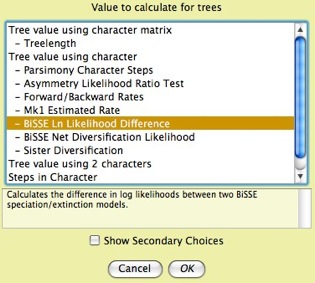 Value to calculate for trees
Tree value using character matrix
- Treelength
Tree value using character
- Parsimony Character Steps
- Asymmetry Likelihood Ratio Test
- Forward/Backward Rates
- Mk1 Estimated Rate
- BiSSE Ln Likelihood Difference
- BiSSE Net Diversification Likelihood
- Sister Diversification
Tree value using 2 characters
Steps in Character
Calculates the difference in log likelihoods between two BiSSE
speciation/extinction models.
Show Secondary Choices
Cancel OK